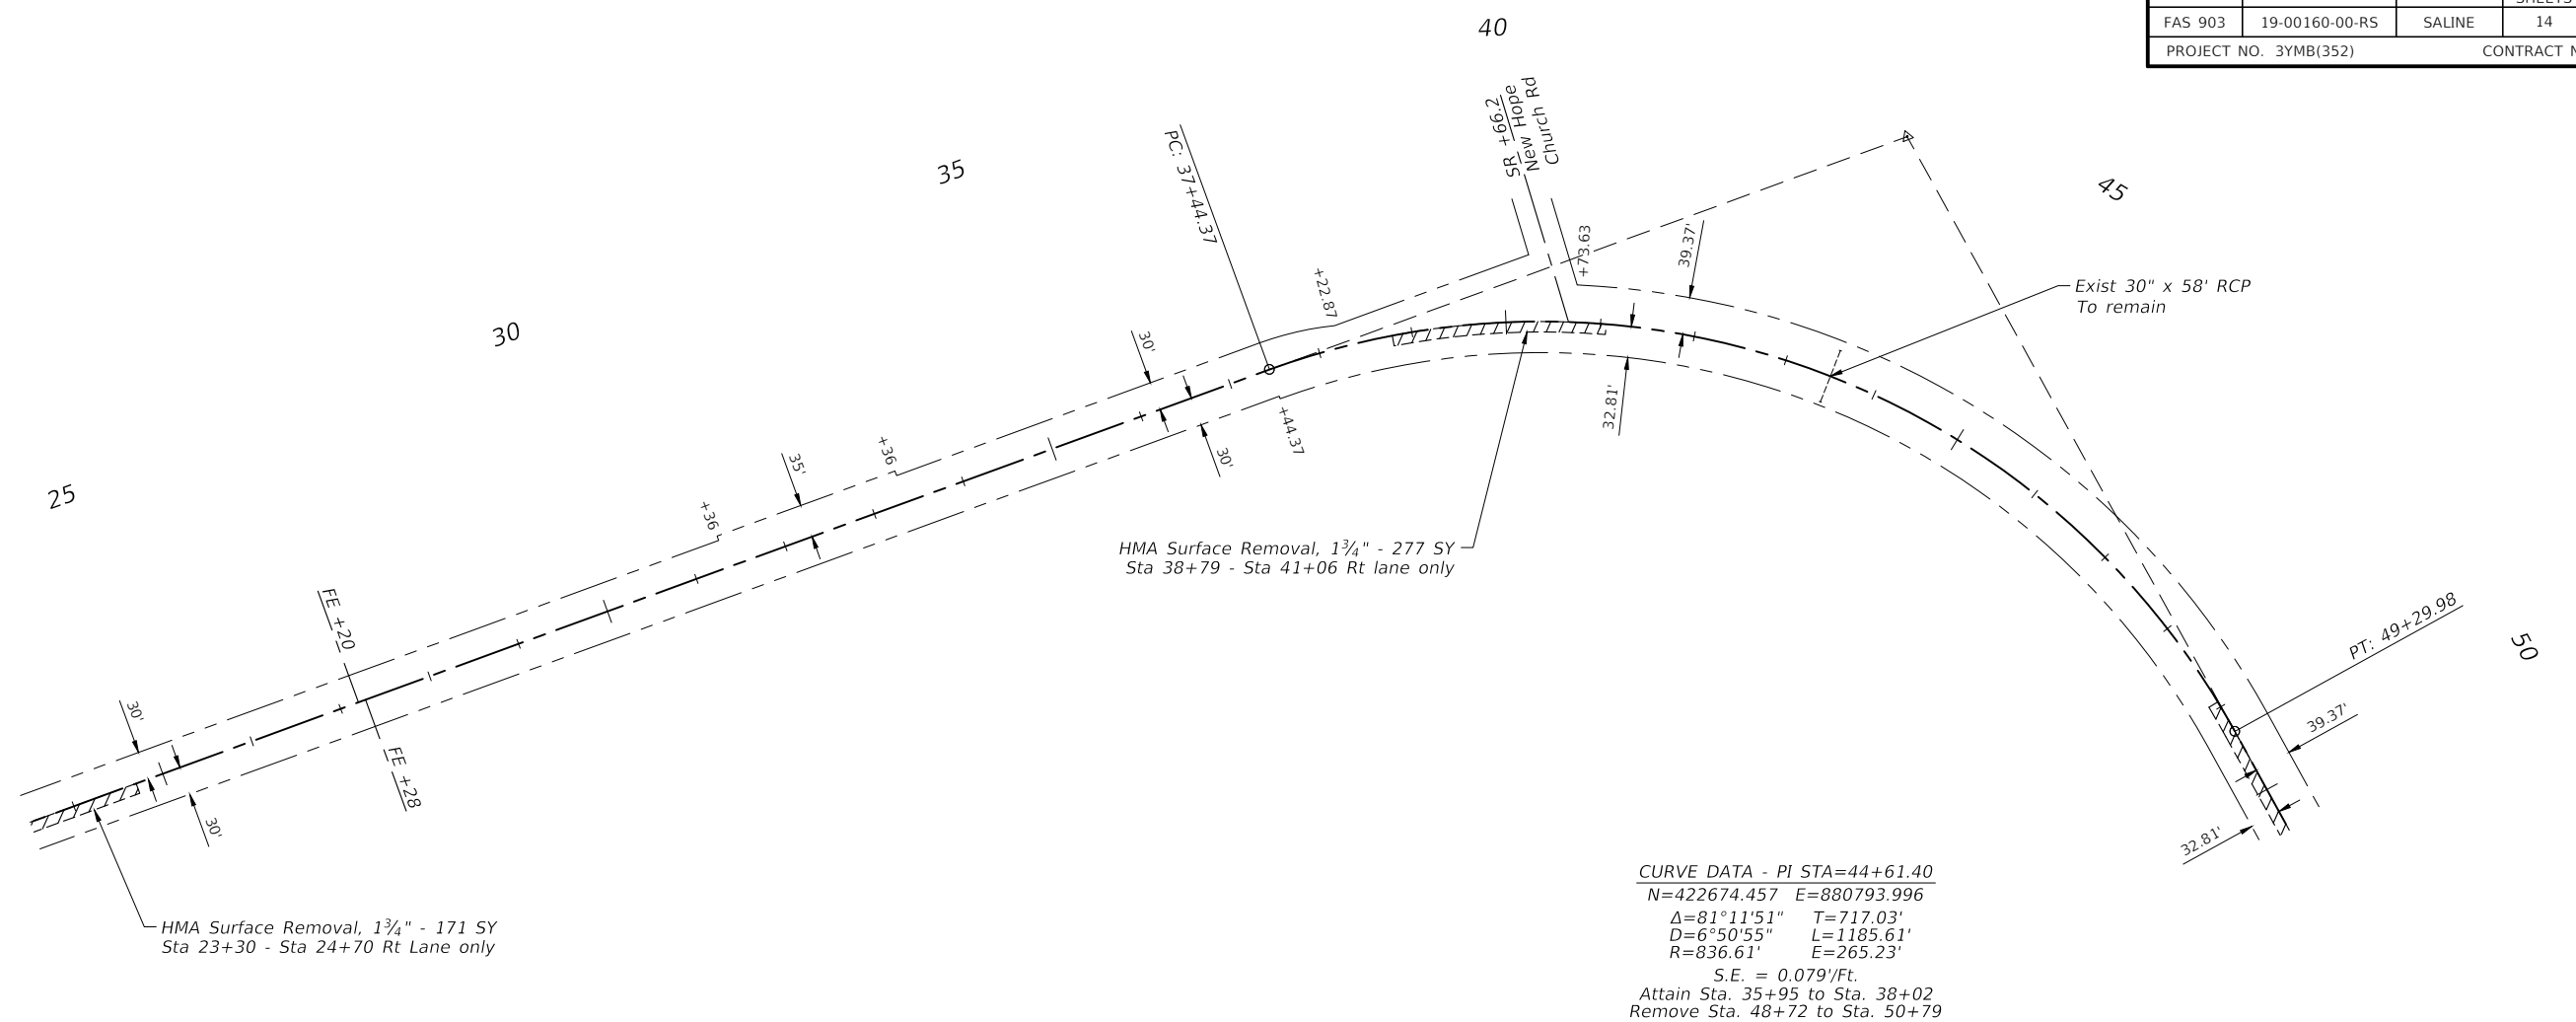 FAS 903 19-00160-00-RS SALINE 14
PROJECT NO. 3YMB(352) CONTRACT
40
35
45
30
25
50
PC: 37+44.37
SR +66.2
New Hope
Church Rd
+73.63
39.37'
+22.87
Exist 30" x 58' RCP
To remain
30'
32.81'
+44.37
30'
+36
35'
+36
HMA Surface Removal, 1¾" - 277 SY
Sta 38+79 - Sta 41+06 Rt lane only
FE +20
FE +28
PT: 49+29.98
39.37'
30'
30'
32.81'
HMA Surface Removal, 1¾" - 171 SY
Sta 23+30 - Sta 24+70 Rt Lane only
CURVE DATA - PI STA=44+61.40
N=422674.457 E=880793.996
Δ=81°11'51" T=717.03'
D=6°50'55" L=1185.61'
R=836.61' E=265.23'
S.E. = 0.079'/Ft.
Attain Sta. 35+95 to Sta. 38+02
Remove Sta. 48+72 to Sta. 50+79